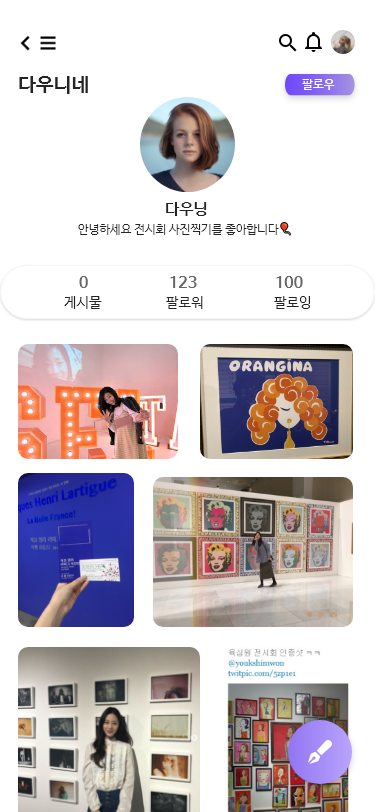 다우니네
팔로우
다우닝
안녕하세요 전시회 사진찍기를 좋아합니다
0 123 100
게시물 팔로워 팔로잉
ORANGINA
ques Henri Lartigue
La Belle France!
육심원 전시회 인증샷 ㅋㅋ
@youkshimwon
twitpic.com/5zp1e1